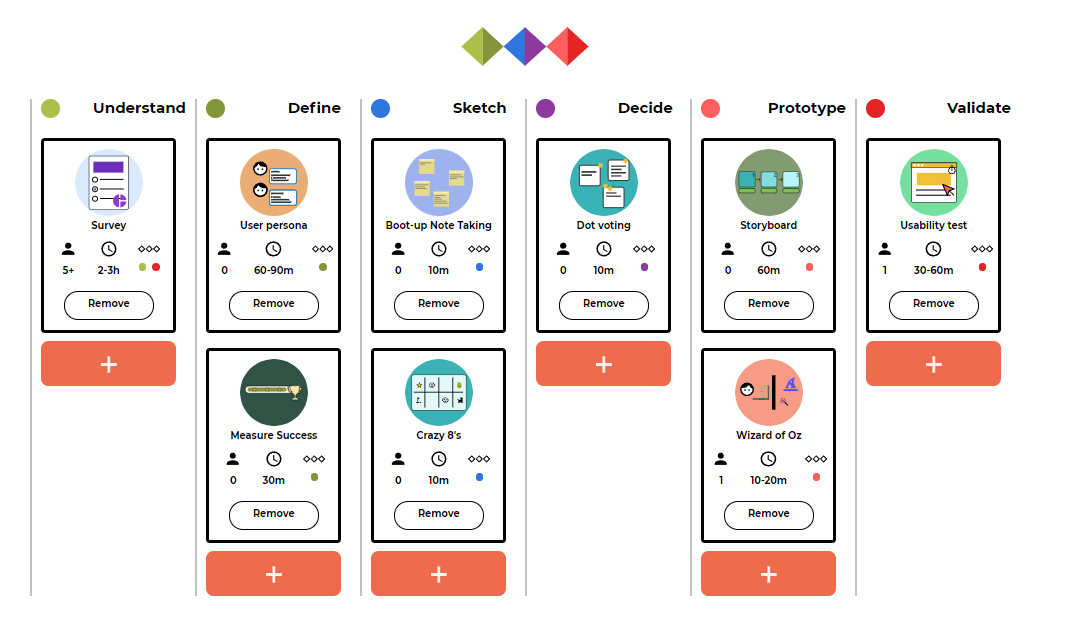 Understand
Define
Sketch
Decide
Prototype
Validate
Survey
5+
2-3h
Remove
+
User persona
0
60-90m
Remove
Measure Success
0
30m
Remove
+
Boot-up Note Taking
0
10m
Remove
Crazy 8's
0
10m
Remove
+
Dot voting
0
10m
Remove
+
Storyboard
0
60m
Remove
Wizard of Oz
1
10-20m
Remove
+
Usability test
1
30-60m
Remove
+